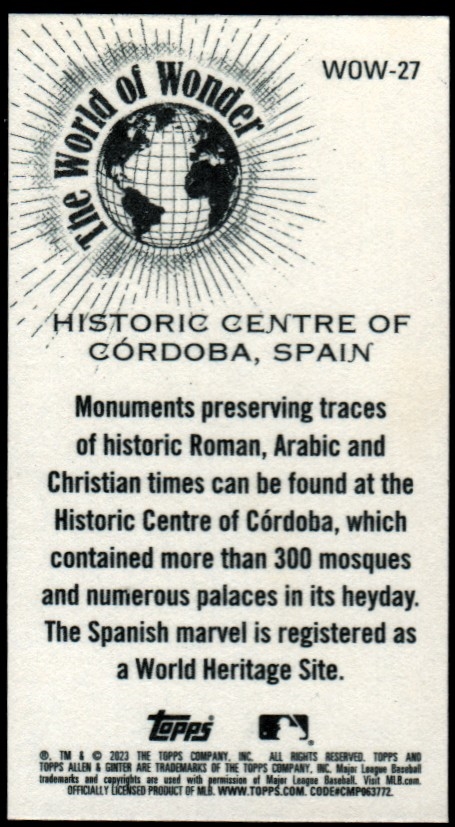 The World of Wonder
WOW-27
HISTORIC CENTRE OF
CÓRDOBA, SPAIN
Monuments preserving traces
of historic Roman, Arabic and
Christian times can be found at the
Historic Centre of Córdoba, which
contained more than 300 mosques
and numerous palaces in its heyday.
The Spanish marvel is registered as
a World Heritage Site.
topps ®
®, TM & © 2023 THE TOPPS COMPANY, INC. ALL RIGHTS RESERVED. TOPPS AND
TOPPS ALLEN & GINTER ARE TRADEMARKS OF THE TOPPS COMPANY, INC. Major League Baseball
trademarks and copyrights are used with permission of Major League Baseball. Visit MLB.com.
OFFICIALLY LICENSED PRODUCT OF MLB. WWW.TOPPS.COM. CODE#CMP063772.